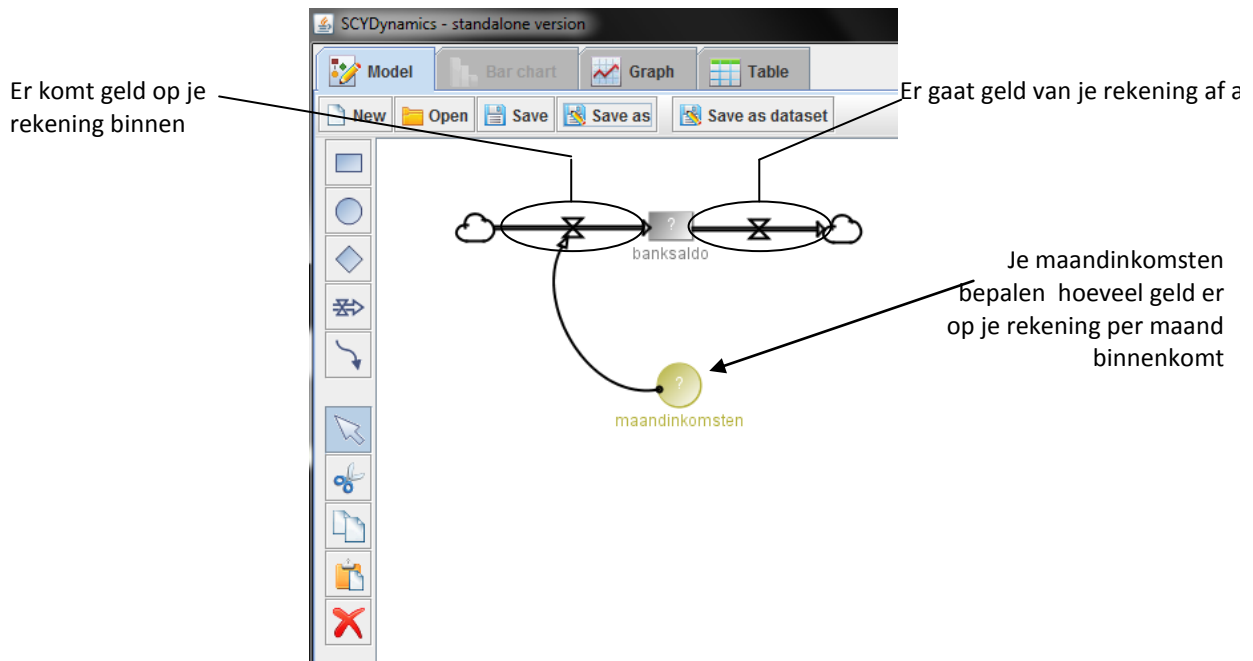 SCYDynamics - standalone version
Model
Bar chart
Graph
Table
New
Open
Save
Save as
Save as dataset
Er komt geld op je
rekening binnen
Er gaat geld van je rekening af a
?
banksaldo
Je maandinkomsten
bepalen hoeveel geld er
op je rekening per maand
binnenkomt
?
maandinkomsten